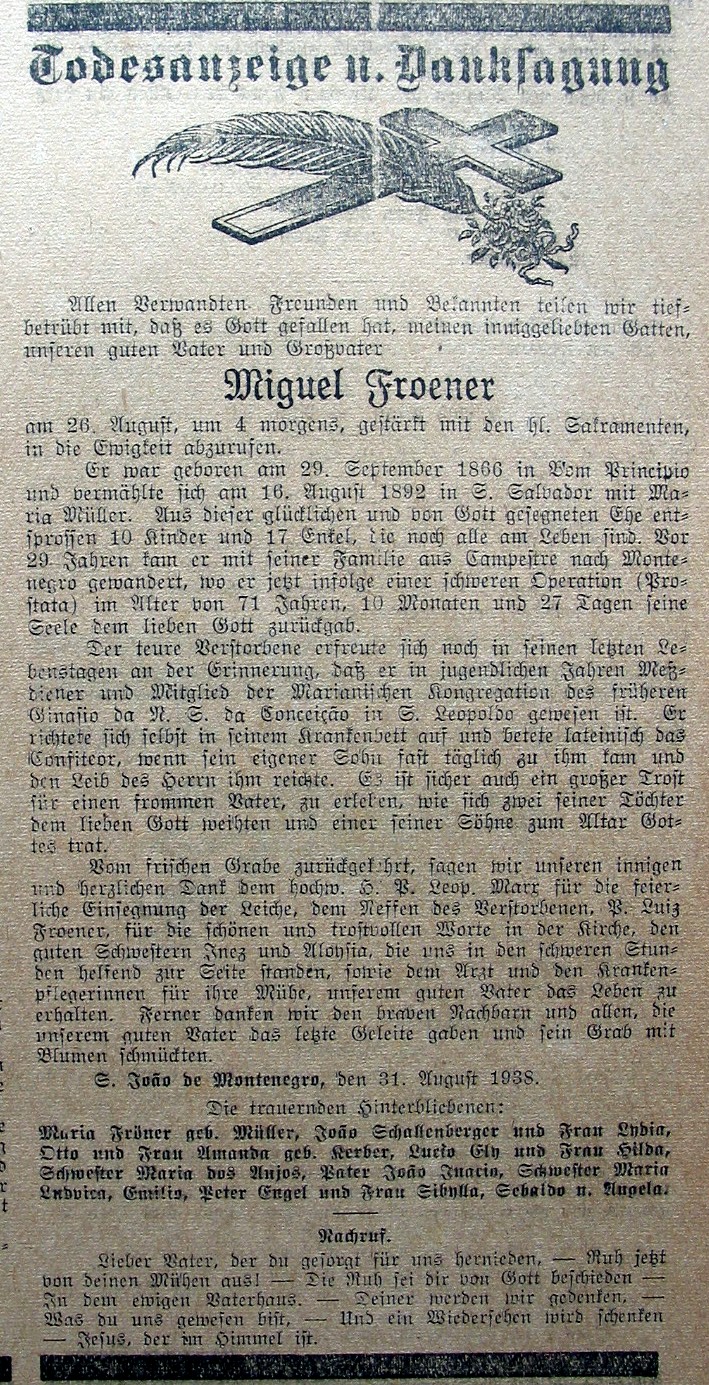 Todesanzeige u. Danksagung
Allen Verwandten Freunden und Bekannten teilen wir tief-
betrübt mit, daß es Gott gefallen hat, meinen inniggeliebten Gatten,
unseren guten Vater und Großvater
Miguel Froener
am 26. August, um 4 morgens, gestärkt mit den hl. Sakramenten,
in die Ewigkeit abzurufen.
Er war geboren am 29. September 1866 in Bom Principio
und vermählte sich am 16. August 1892 in S. Salvador mit Ma-
ria Müller. Aus dieser glücklichen und von Gott gesegneten Ehe ent-
sprossen 10 Kinder und 17 Enkel, die noch alle am Leben sind. Vor
29 Jahren kam er mit seiner Familie aus Campestre nach Monte-
negro gewandert, wo er jetzt infolge einer schweren Operation (Pro-
stata) im Alter von 71 Jahren, 10 Monaten und 27 Tagen seine
Seele dem lieben Gott zurückgab.
Der teure Verstorbene erfreute sich noch in seinen letzten Le-
benstagen an der Erinnerung, daß er in jugendlichen Jahren Meß-
diener und Mitglied der Marianischen Kongregation des früheren
Ginasio da N. S. da Conceição in S. Leopoldo gewesen ist. Er
richtete sich selbst in seinem Krankenbett auf und betete lateinisch das
Confiteor, wenn sein eigener Sohn fast täglich zu ihm kam und
den Leib des Herrn ihm reichte. Es ist sicher auch ein großer Trost
für einen frommen Vater, zu erleben, wie sich zwei seiner Töchter
dem lieben Gott weihten und einer seiner Söhne zum Altar Got-
tes trat.
Vom frischen Grabe zurückgekehrt, sagen wir unseren innigen
und herzlichen Dank dem hochw. H. P. Leop. Marx für die feier-
liche Einsegnung der Leiche, dem Neffen des Verstorbenen, P. Luiz
Froener, für die schönen und trostvollen Worte in der Kirche, den
guten Schwestern Inez und Aloysia, die uns in den schweren Stun-
den helfend zur Seite standen, sowie dem Arzt und den Kranken-
pflegerinnen für ihre Mühe, unserem guten Vater das Leben zu
erhalten. Ferner danken wir den braven Nachbarn und allen, die
unserem guten Vater das letzte Geleite gaben und sein Grab mit
Blumen schmückten.
S. João de Montenegro, den 31. August 1938.
Die trauernden Hinterbliebenen:
Maria Fröner geb. Müller, João Schallenberger und Frau Lydia,
Otto und Frau Amanda geb. Kerber, Lucio Ely und Frau Hilda,
Schwester Maria dos Anjos, Pater João Inacio, Schwester Maria
Ludvica, Emilio, Peter Engel und Frau Sibylla, Sebaldo u. Angela.
Nachruf.
Lieber Vater, der du gesorgt für uns hernieden, — Ruh jetzt
von deinen Mühen aus! — Die Ruh sei dir von Gott beschieden —
In dem ewigen Vaterhaus. — Deiner werden wir gedenken, —
Was du uns gewesen bist, — Und ein Wiedersehen wird schenken
— Jesus, der im Himmel ist.